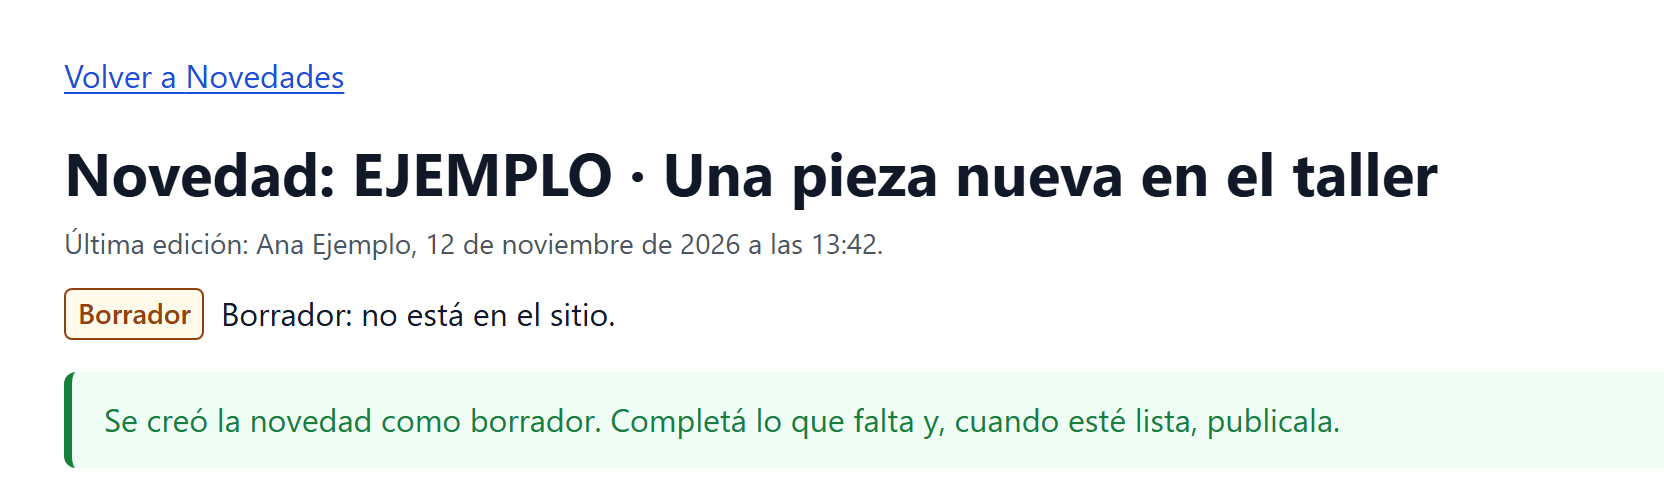 Volver a Novedades
Novedad: EJEMPLO · Una pieza nueva en el taller
Última edición: Ana Ejemplo, 12 de noviembre de 2026 a las 13:42.
Borrador Borrador: no está en el sitio.
Se creó la novedad como borrador. Completá lo que falta y, cuando esté lista, publicala.